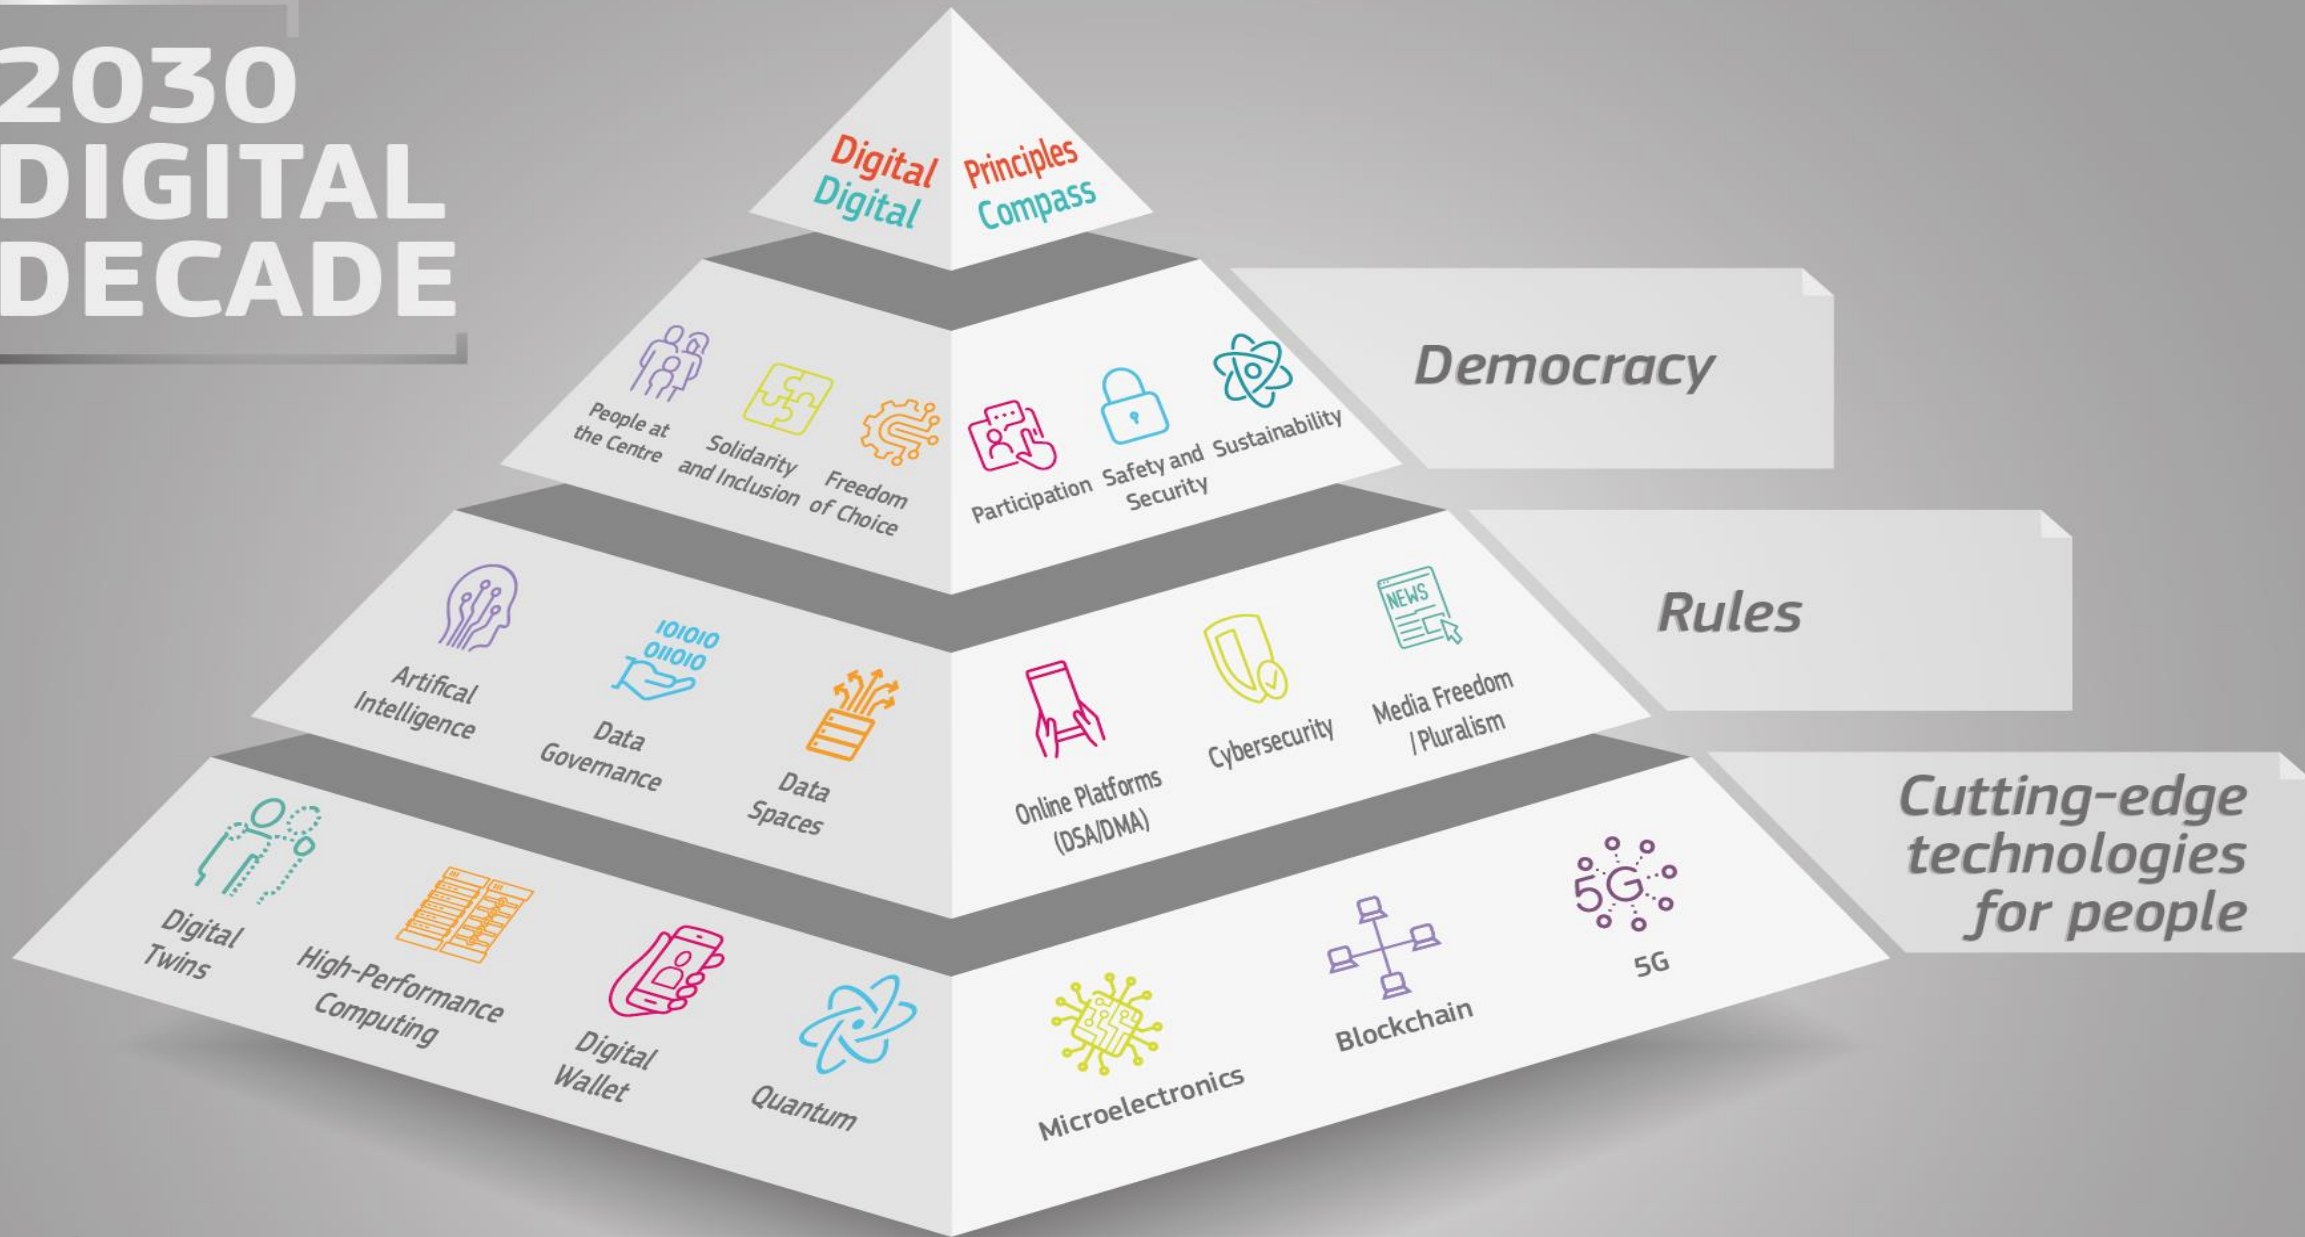 2030
DIGITAL
DECADE
Digital Principles
Digital Compass
People at
the Centre
Solidarity
and Inclusion
Freedom
of Choice
Participation
Safety and
Security
Sustainability
Democracy
Artifical
Intelligence
101010
011010
Data
Governance
Data
Spaces
Online Platforms
(DSA/DMA)
Cybersecurity
NEWS
Media Freedom
/Pluralism
Rules
Digital
Twins
High-Performance
Computing
Digital
Wallet
Quantum
Microelectronics
Blockchain
5G
5G
Cutting-edge
technologies
for people